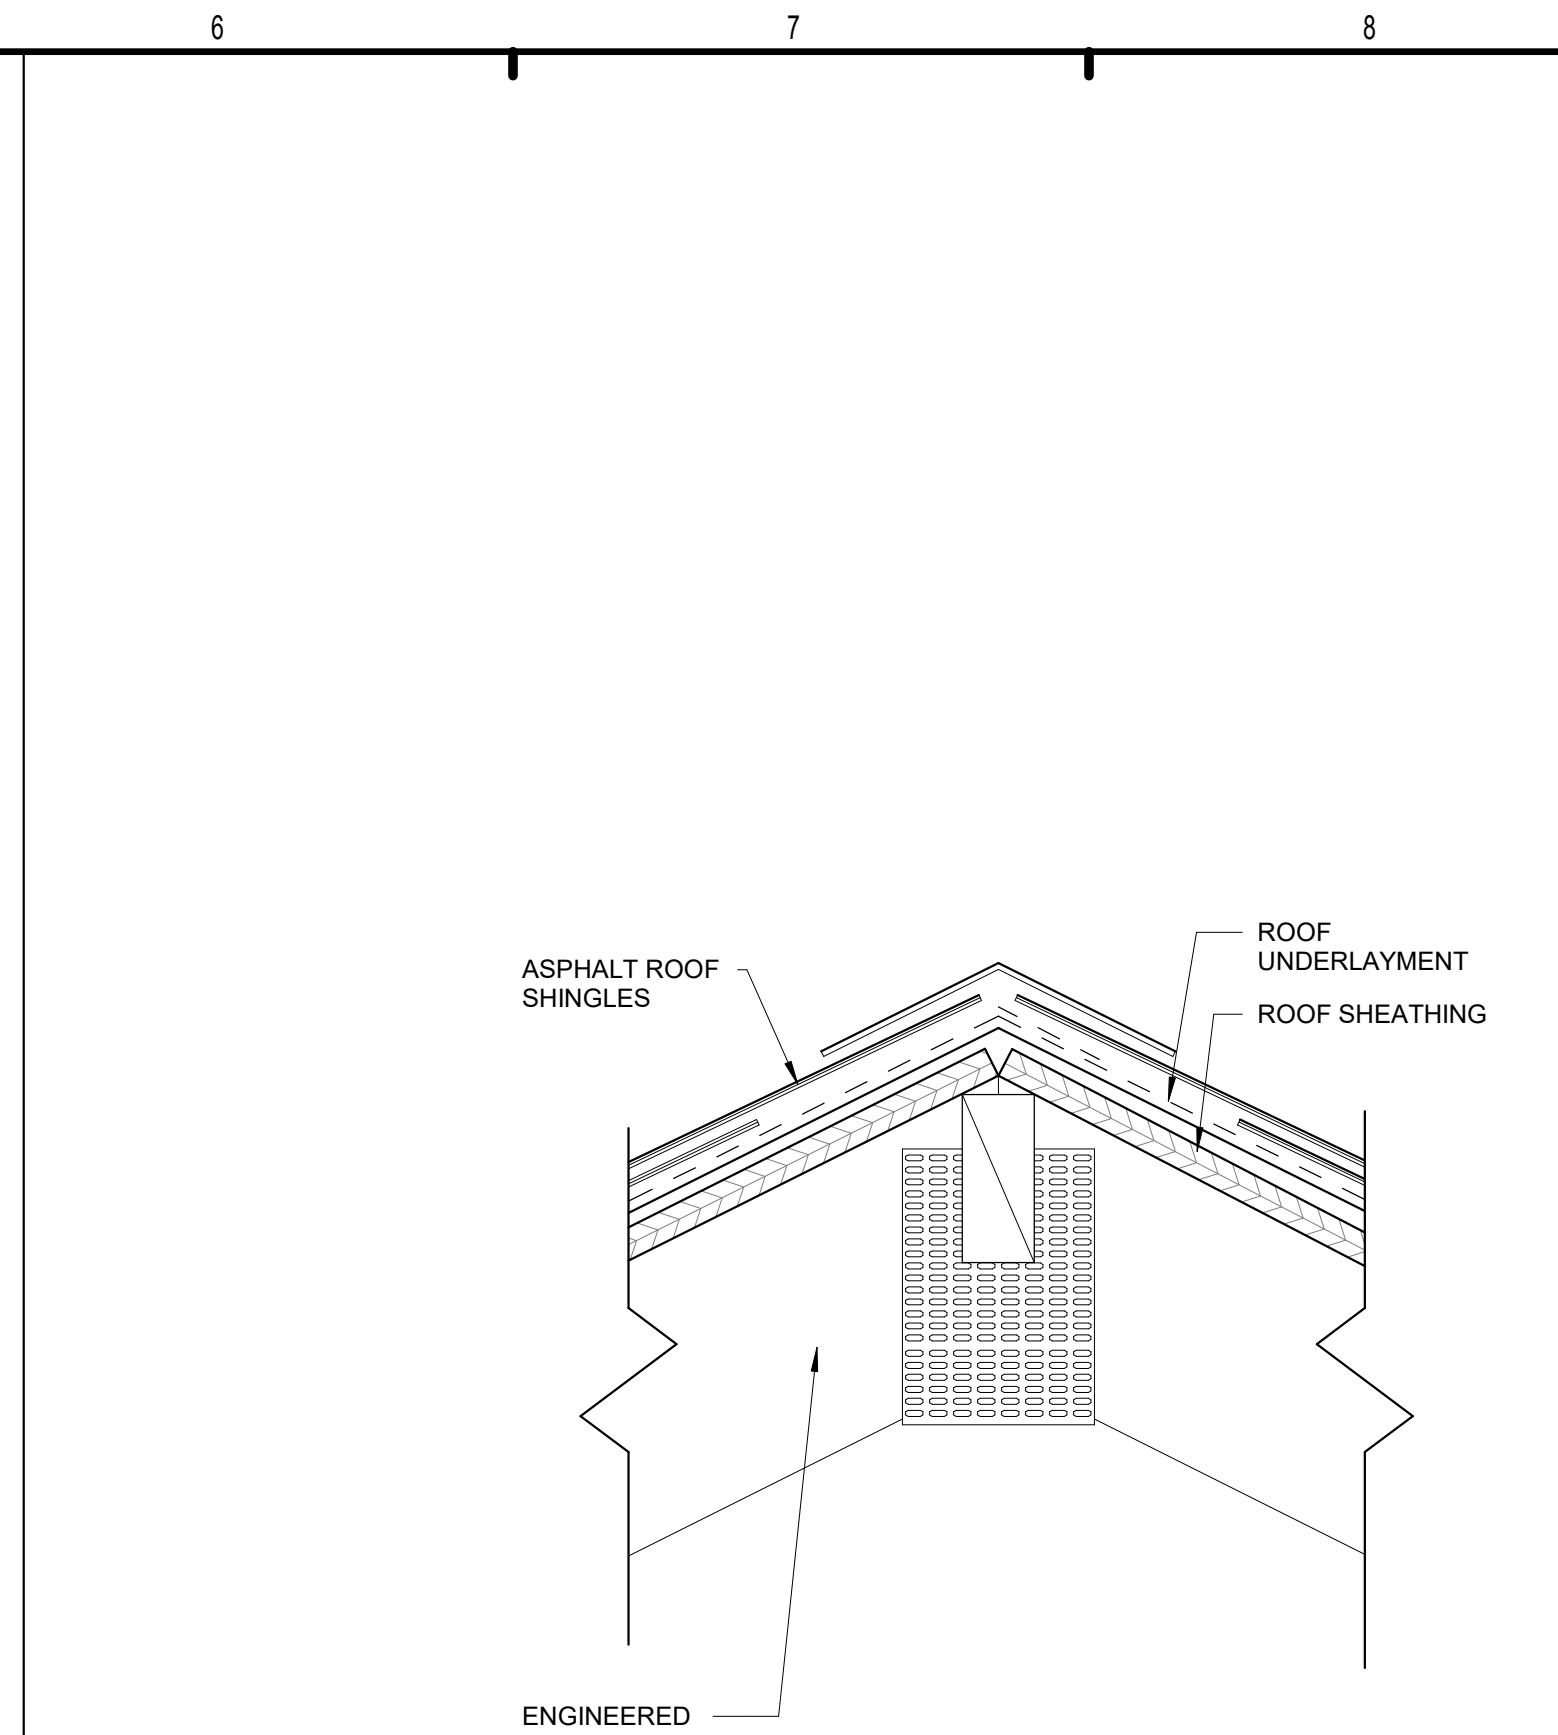 6
7
8
ROOF
UNDERLAYMENT
ASPHALT ROOF
SHINGLES
ROOF SHEATHING
ENGINEERED